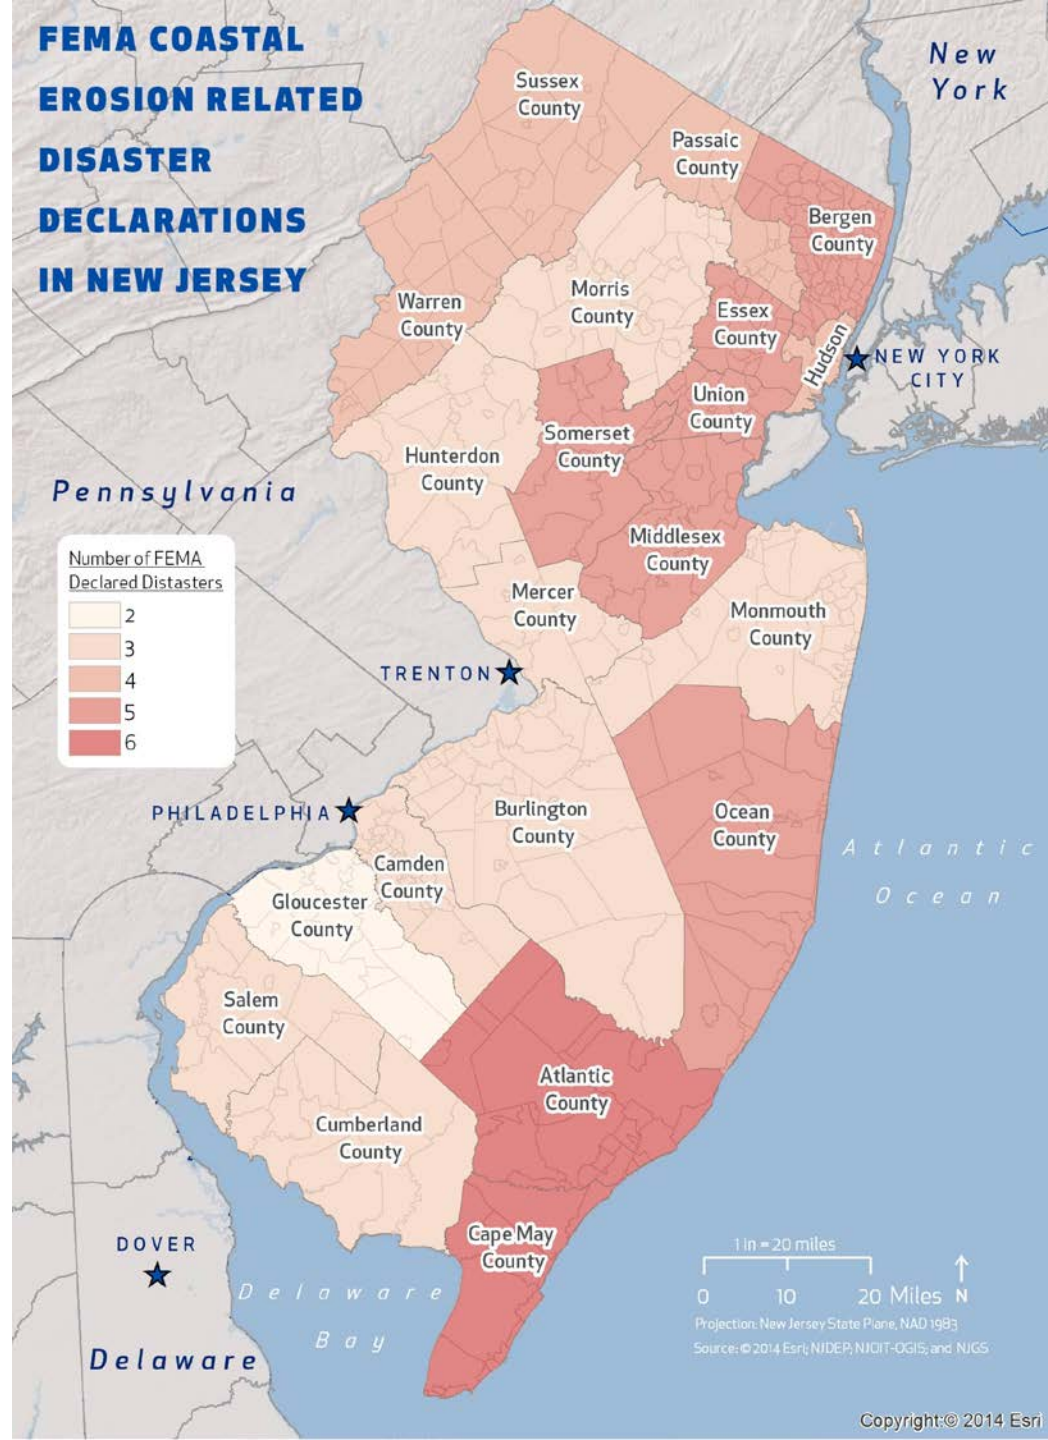 FEMA COASTAL
EROSION RELATED
DISASTER
DECLARATIONS
IN NEW JERSEY
New
York
Sussex
County
Passaic
County
Bergen
County
Warren
County
Morris
County
Essex
County
Hudson
NEW YORK
CITY
Union
County
Somerset
County
Hunterdon
County
Pennsylvania
Middlesex
County
Number of FEMA
Declared Distasters
2
3
4
5
6
Mercer
County
Monmouth
County
TRENTON
PHILADELPHIA
Burlington
County
Ocean
County
Atlantic
Ocean
Camden
County
Gloucester
County
Salem
County
Atlantic
County
Cumberland
County
Cape May
County
DOVER
Delaware
Bay
Delaware
1 in = 20 miles
0 10 20 Miles N
Projection: New Jersey State Plane, NAD 1983
Source: © 2014 Esri; NJDEP; NJOIT-OGIS; and NJGS
Copyright:© 2014 Esri